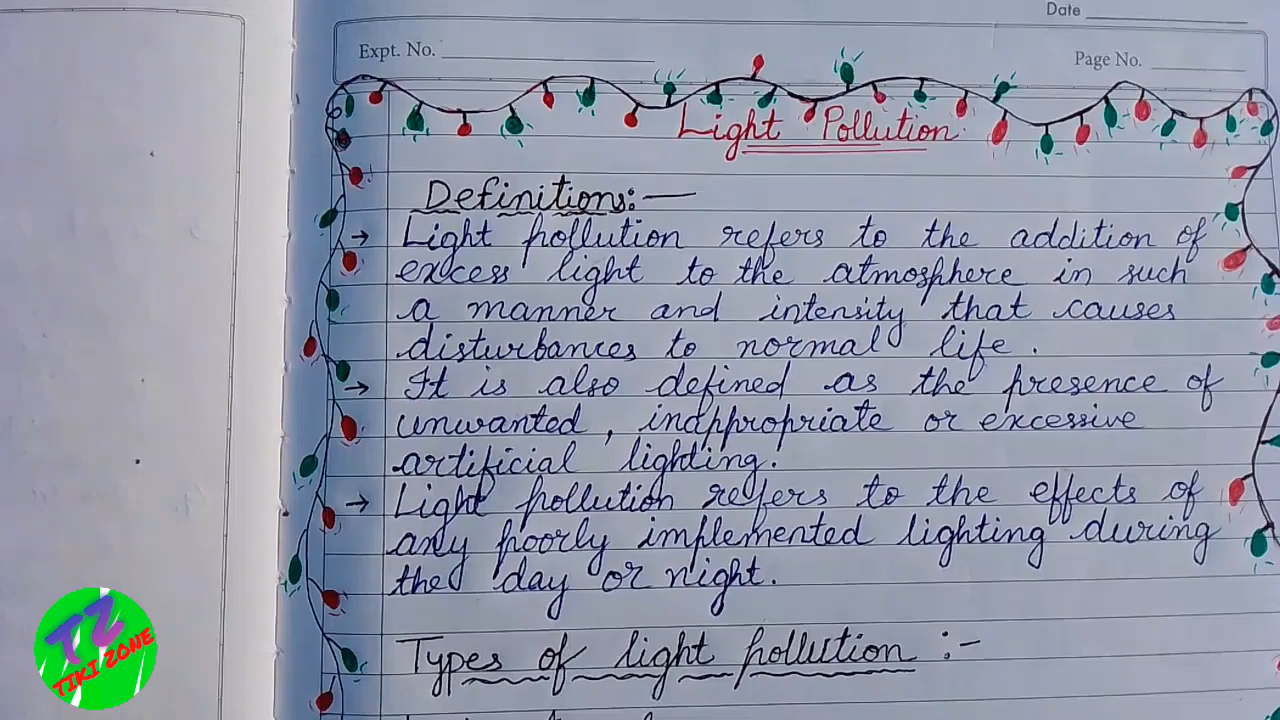 Date
Expt. No.
Page No.
Light Pollution
Definitions:—
→ Light pollution refers to the addition of
excess light to the atmosphere in such
a manner and intensity that causes
disturbances to normal life.
→ It is also defined as the presence of
unwanted, inappropriate or excessive
artificial lighting.
→ Light pollution refers to the effects of
any poorly implemented lighting during
the day or night.
Types of light pollution :-
TZ
TIKI ZONE